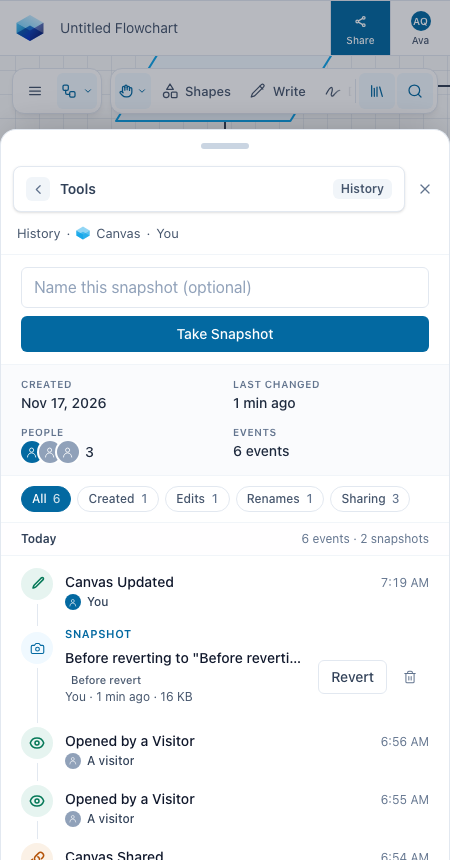 Untitled Flowchart
Share
AQ
Ava
Shapes
Write
Tools
History
History · Canvas · You
Name this snapshot (optional)
Take Snapshot
CREATED
Nov 17, 2026
LAST CHANGED
1 min ago
PEOPLE
3
EVENTS
6 events
All 6
Created 1
Edits 1
Renames 1
Sharing 3
Today
6 events · 2 snapshots
Canvas Updated
7:19 AM
You
SNAPSHOT
Before reverting to "Before reverti...
Before revert
You · 1 min ago · 16 KB
Revert
Opened by a Visitor
6:56 AM
A visitor
Opened by a Visitor
6:55 AM
A visitor
Canvas Shared
6:54 AM